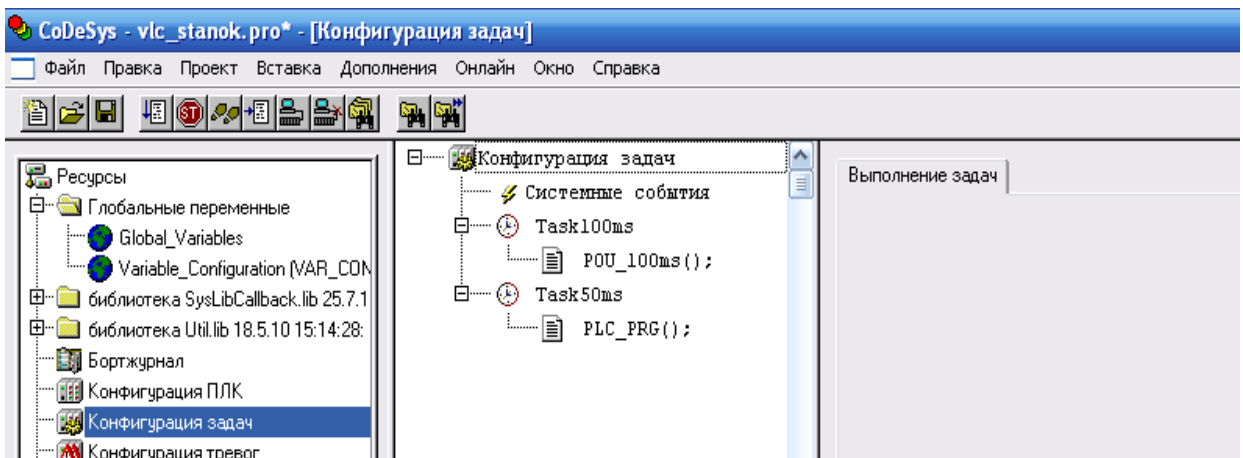 CoDeSys - vlc_stanok.pro* - [Конфигурация задач]
Файл Правка Проект Вставка Дополнения Онлайн Окно Справка
ST
Ресурсы
Глобальные переменные
Global_Variables
Variable_Configuration (VAR_CON
библиотека SysLibCallback.lib 25.7.1
библиотека Util.lib 18.5.10 15:14:28:
Бортжурнал
Конфигурация ПЛК
Конфигурация задач
Конфигурация тревог
Конфигурация задач
Системные события
Task100ms
POU_100ms();
Task50ms
PLC_PRG();
Выполнение задач